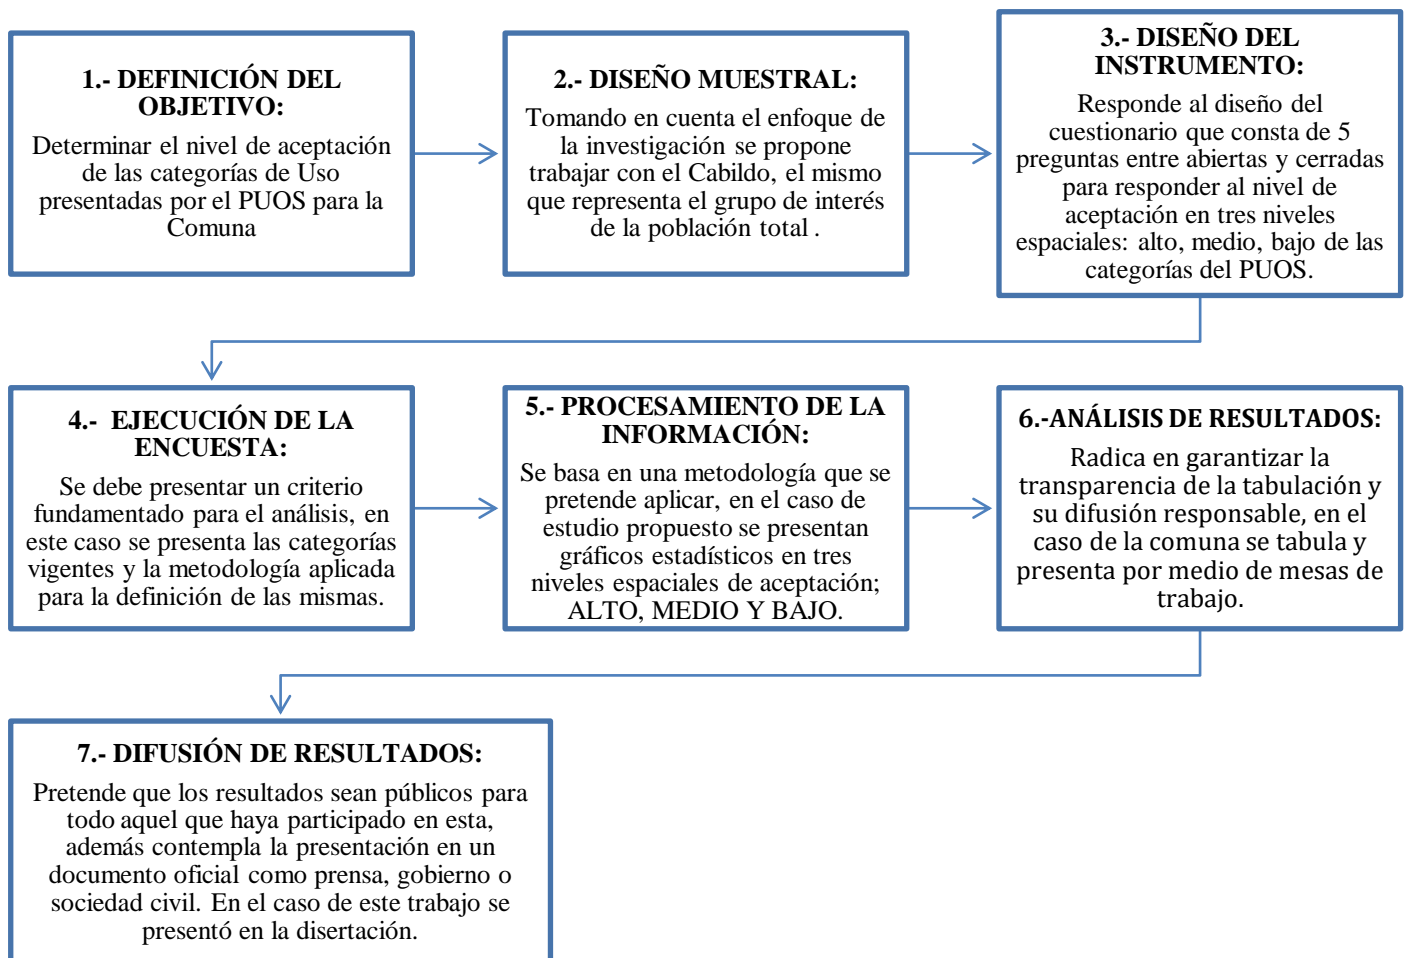 1.- DEFINICIÓN DEL
OBJETIVO:
Determinar el nivel de aceptación
de las categorías de Uso
presentadas por el PUOS para la
Comuna
2.- DISEÑO MUESTRAL:
Tomando en cuenta el enfoque de
la investigación se propone
trabajar con el Cabildo, el mismo
que representa el grupo de interés
de la población total .
3.- DISEÑO DEL
INSTRUMENTO:
Responde al diseño del
cuestionario que consta de 5
preguntas entre abiertas y cerradas
para responder al nivel de
aceptación en tres niveles
espaciales: alto, medio, bajo de las
categorías del PUOS.
4.- EJECUCIÓN DE LA
ENCUESTA:
Se debe presentar un criterio
fundamentado para el análisis, en
este caso se presenta las categorías
vigentes y la metodología aplicada
para la definición de las mismas.
5.- PROCESAMIENTO DE LA
INFORMACIÓN:
Se basa en una metodología que se
pretende aplicar, en el caso de
estudio propuesto se presentan
gráficos estadísticos en tres
niveles espaciales de aceptación;
ALTO, MEDIO Y BAJO.
6.-ANÁLISIS DE RESULTADOS:
Radica en garantizar la
transparencia de la tabulación y
su difusión responsable, en el
caso de la comuna se tabula y
presenta por medio de mesas de
trabajo.
7.- DIFUSIÓN DE RESULTADOS:
Pretende que los resultados sean públicos para
todo aquel que haya participado en esta,
además contempla la presentación en un
documento oficial como prensa, gobierno o
sociedad civil. En el caso de este trabajo se
presentó en la disertación.